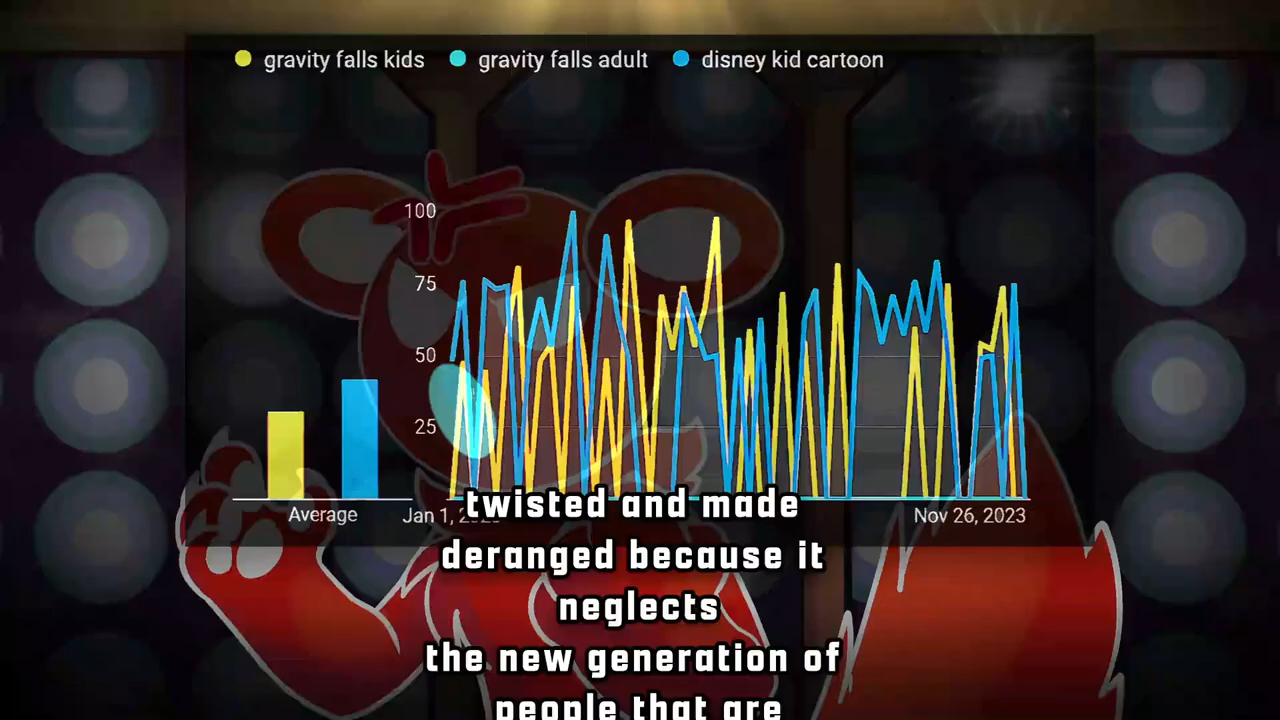 gravity falls kids gravity falls adult disney kid cartoon
100
75
50
25
Average Jan 1, Nov 26, 2023
twisted and made
deranged because it
neglects
the new generation of
people that are